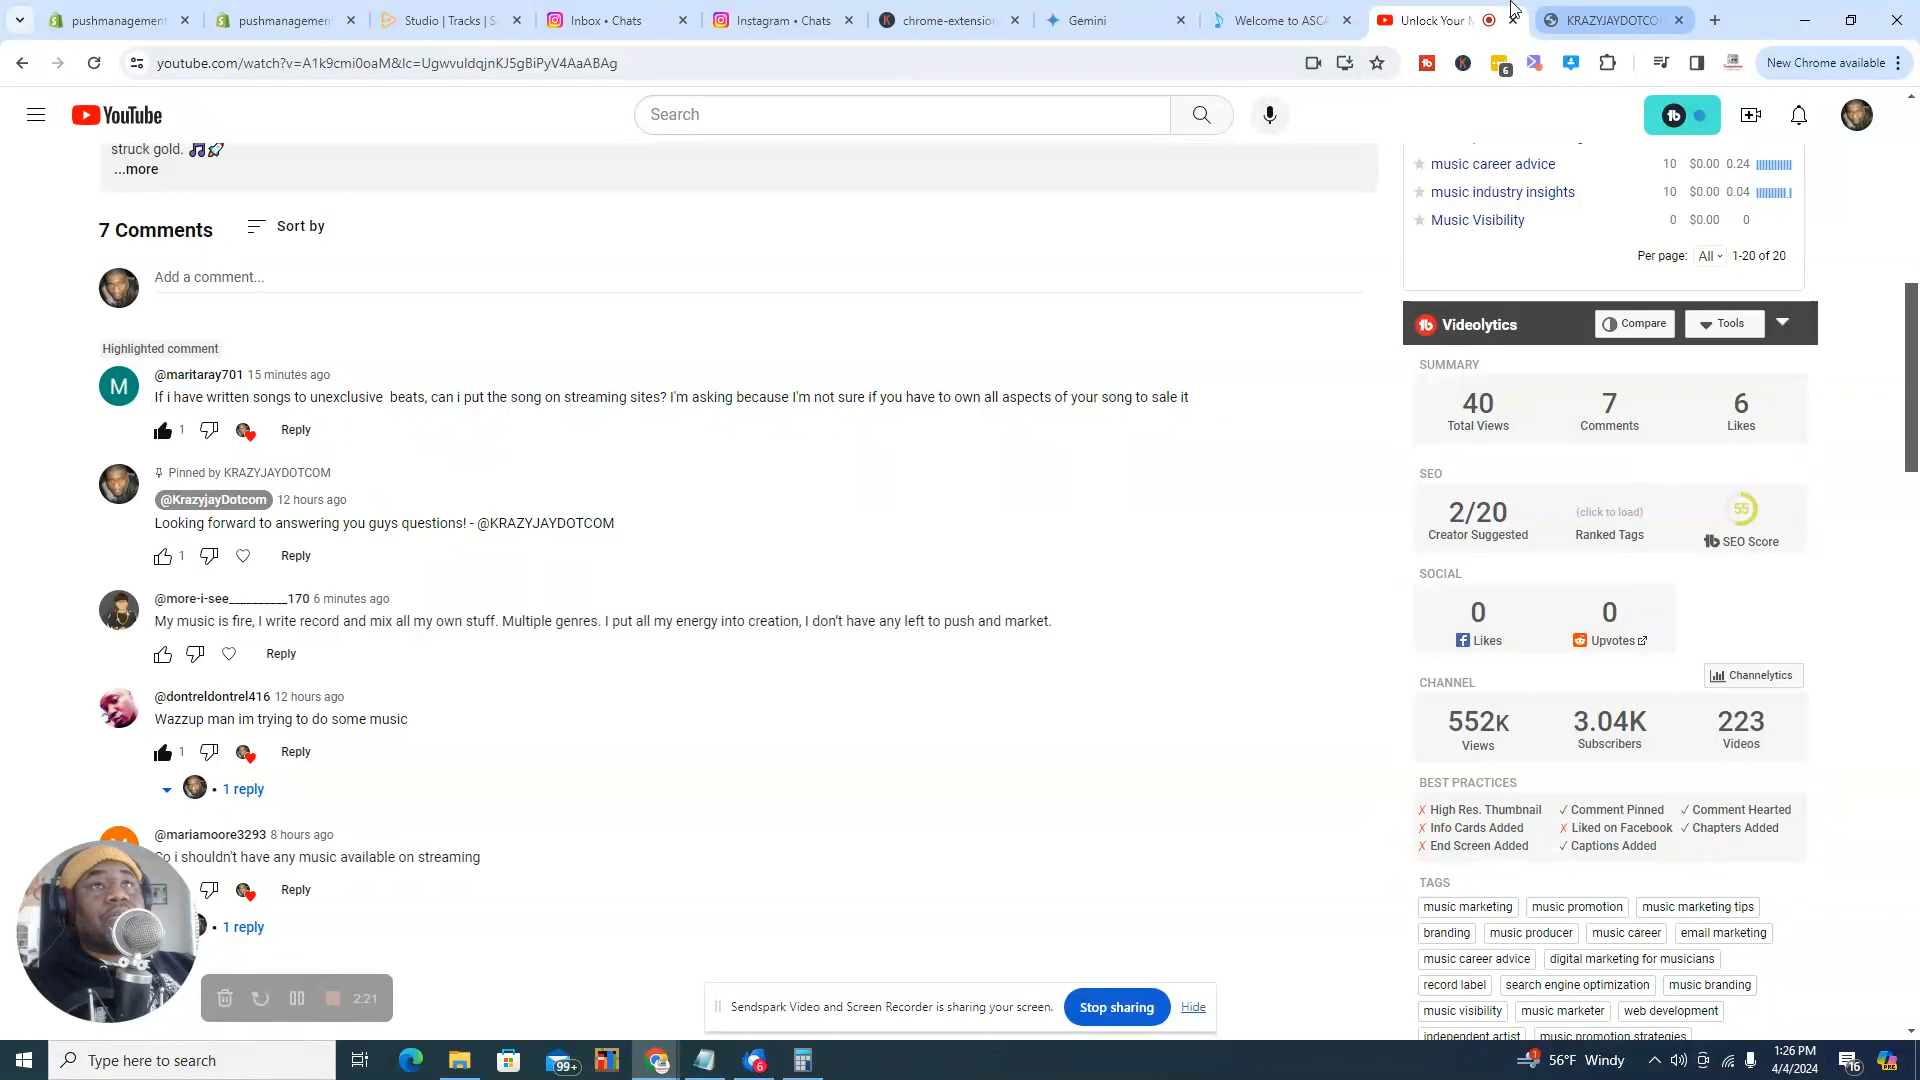 pushmanagement
pushmanagement
Studio | Tracks | S
Inbox • Chats
Instagram • Chats
chrome-extensio
Gemini
Welcome to ASCA
Unlock Your M
KRAZYJAYDOTCO
youtube.com/watch?v=A1k9cmi0oaM&lc=UgwvuldqjnKJ5gBiPyV4AaABAg
6
New Chrome available
YouTube
Search
struck gold.
...more
7 Comments
Sort by
Add a comment...
Highlighted comment
M
@maritaray701 15 minutes ago
If i have written songs to unexclusive beats, can i put the song on streaming sites? I'm asking because I'm not sure if you have to own all aspects of your song to sale it
1
Reply
Pinned by KRAZYJAYDOTCOM
@KrazyjayDotcom 12 hours ago
Looking forward to answering you guys questions! - @KRAZYJAYDOTCOM
1
Reply
@more-i-see__________170 6 minutes ago
My music is fire, I write record and mix all my own stuff. Multiple genres. I put all my energy into creation, I don’t have any left to push and market.
Reply
@dontreldontrel416 12 hours ago
Wazzup man im trying to do some music
1
Reply
• 1 reply
@mariamoore3293 8 hours ago
So i shouldn't have any music available on streaming
Reply
• 1 reply
2:21
Sendspark Video and Screen Recorder is sharing your screen.
Stop sharing
Hide
music career advice 10 $0.00 0.24
music industry insights 10 $0.00 0.04
Music Visibility 0 $0.00 0
Per page: All 1-20 of 20
Videolytics
Compare
Tools
SUMMARY
40 7 6
Total Views Comments Likes
SEO
2/20 (click to load) 55
Creator Suggested Ranked Tags SEO Score
SOCIAL
0 0
Likes Upvotes
CHANNEL
Channelytics
552K 3.04K 223
Views Subscribers Videos
BEST PRACTICES
High Res. Thumbnail Comment Pinned Comment Hearted
Info Cards Added Liked on Facebook Chapters Added
End Screen Added Captions Added
TAGS
music marketing music promotion music marketing tips
branding music producer music career email marketing
music career advice digital marketing for musicians
record label search engine optimization music branding
music visibility music marketer web development
independent artist music promotion strategies
Type here to search
99+
6
1
56°F Windy
1:26 PM
4/4/2024
16
PRE